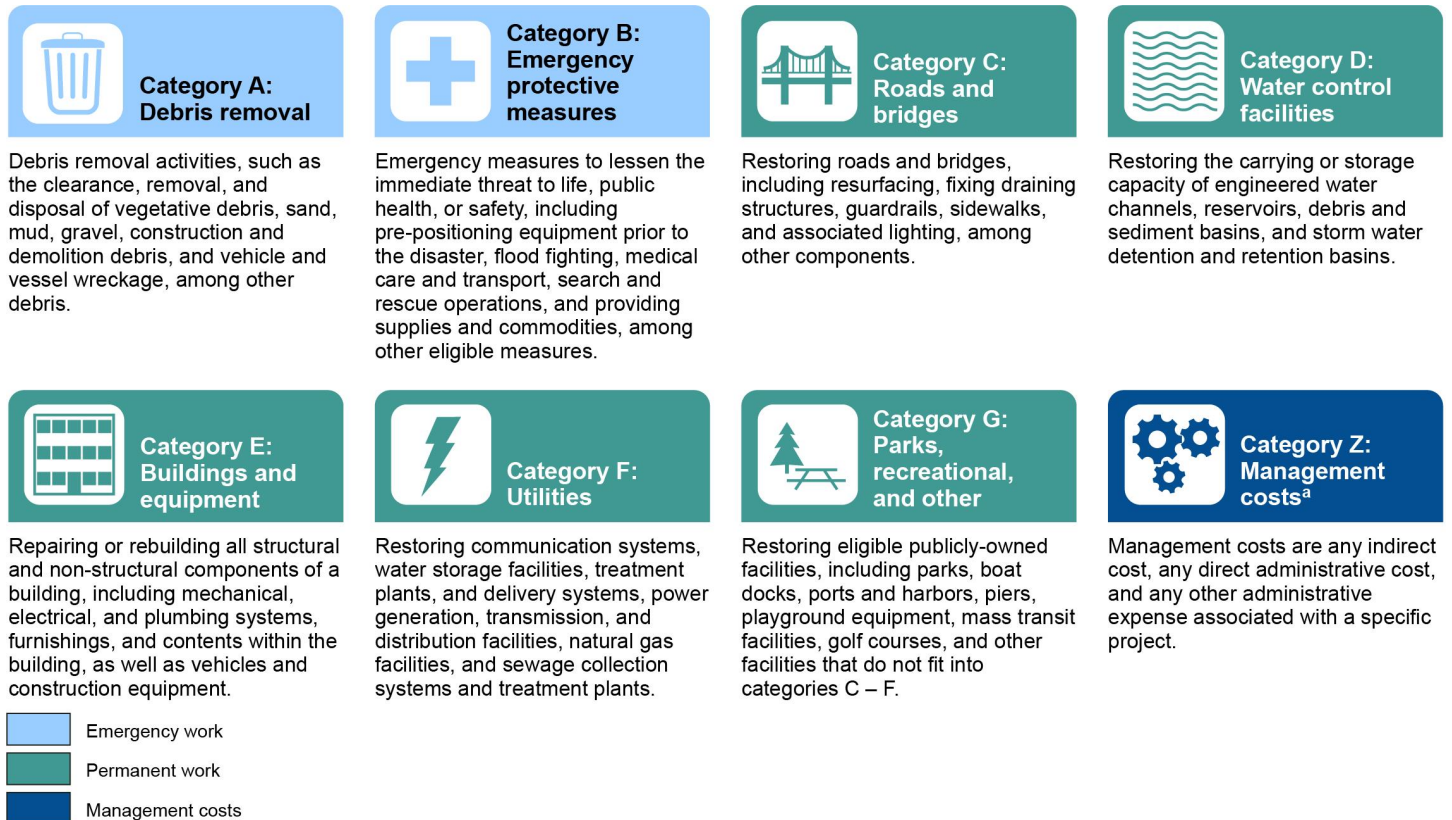 Category A:
Debris removal
Debris removal activities, such as
the clearance, removal, and
disposal of vegetative debris, sand,
mud, gravel, construction and
demolition debris, and vehicle and
vessel wreckage, among other
debris.
Category B:
Emergency
protective
measures
Emergency measures to lessen the
immediate threat to life, public
health, or safety, including
pre-positioning equipment prior to
the disaster, flood fighting, medical
care and transport, search and
rescue operations, and providing
supplies and commodities, among
other eligible measures.
Category C:
Roads and
bridges
Restoring roads and bridges,
including resurfacing, fixing draining
structures, guardrails, sidewalks,
and associated lighting, among
other components.
Category D:
Water control
facilities
Restoring the carrying or storage
capacity of engineered water
channels, reservoirs, debris and
sediment basins, and storm water
detention and retention basins.
Category E:
Buildings and
equipment
Repairing or rebuilding all structural
and non-structural components of a
building, including mechanical,
electrical, and plumbing systems,
furnishings, and contents within the
building, as well as vehicles and
construction equipment.
Category F:
Utilities
Restoring communication systems,
water storage facilities, treatment
plants, and delivery systems, power
generation, transmission, and
distribution facilities, natural gas
facilities, and sewage collection
systems and treatment plants.
Category G:
Parks,
recreational,
and other
Restoring eligible publicly-owned
facilities, including parks, boat
docks, ports and harbors, piers,
playground equipment, mass transit
facilities, golf courses, and other
facilities that do not fit into
categories C – F.
Category Z:
Management
costsᵃ
Management costs are any indirect
cost, any direct administrative cost,
and any other administrative
expense associated with a specific
project.
Emergency work
Permanent work
Management costs